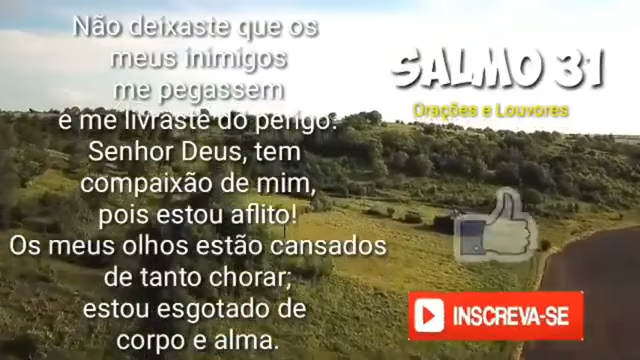 Não deixaste que os
meus inimigos
me pegassem
e me livraste do perigo.
Senhor Deus, tem
compaixão de mim,
pois estou aflito!
Os meus olhos estão cansados
de tanto chorar;
estou esgotado de
corpo e alma.
SALMO 31
Orações e Louvores
INSCREVA-SE